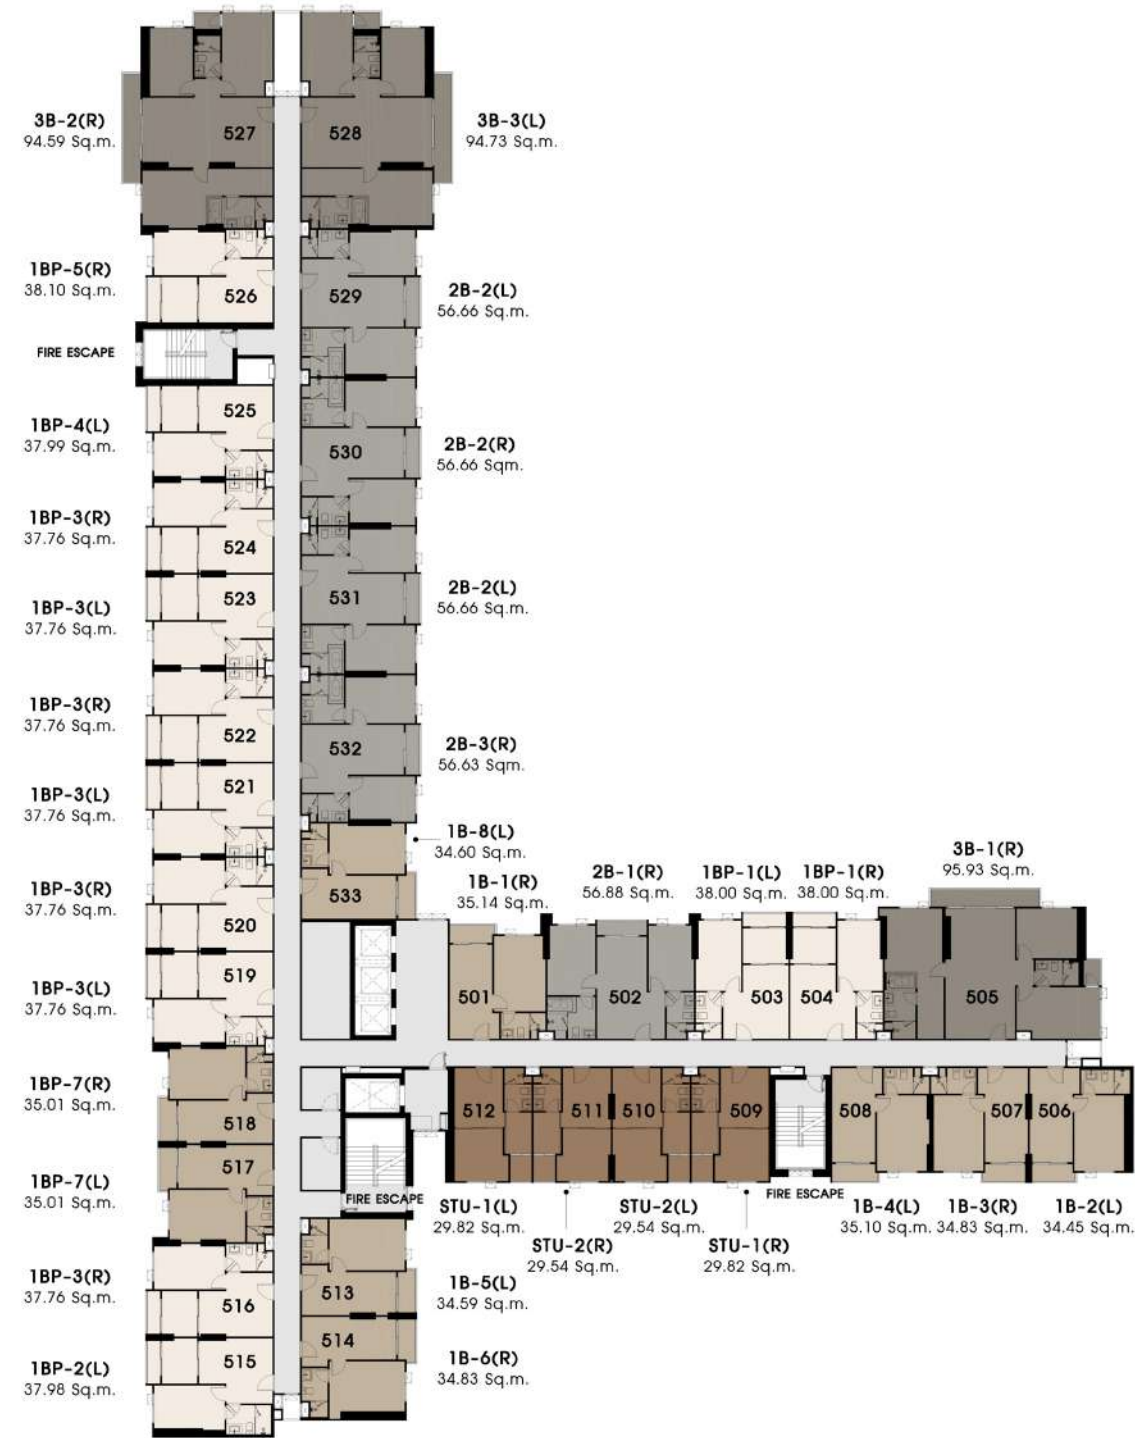 527
528
3B-2(R)
94.59 Sq.m.
3B-3(L)
94.73 Sq.m.
1BP-5(R)
38.10 Sq.m.
526
529
2B-2(L)
56.66 Sq.m.
FIRE ESCAPE
525
1BP-4(L)
37.99 Sq.m.
530
2B-2(R)
56.66 Sqm.
1BP-3(R)
37.76 Sq.m.
524
523
1BP-3(L)
37.76 Sq.m.
531
2B-2(L)
56.66 Sq.m.
1BP-3(R)
37.76 Sq.m.
522
532
2B-3(R)
56.63 Sqm.
521
1BP-3(L)
37.76 Sq.m.
1B-8(L)
34.60 Sq.m.
1BP-3(R)
37.76 Sq.m.
533
520
1B-1(R)
35.14 Sq.m.
2B-1(R)
56.88 Sq.m.
1BP-1(L)
38.00 Sq.m.
1BP-1(R)
38.00 Sq.m.
3B-1(R)
95.93 Sq.m.
519
1BP-3(L)
37.76 Sq.m.
501
502
503
504
505
1BP-7(R)
35.01 Sq.m.
518
512
511
510
509
508
507
506
517
1BP-7(L)
35.01 Sq.m.
FIRE ESCAPE
FIRE ESCAPE
STU-1(L)
29.82 Sq.m.
STU-2(R)
29.54 Sq.m.
STU-2(L)
29.54 Sq.m.
STU-1(R)
29.82 Sq.m.
1B-4(L)
35.10 Sq.m.
1B-3(R)
34.83 Sq.m.
1B-2(L)
34.45 Sq.m.
1BP-3(R)
37.76 Sq.m.
516
513
1B-5(L)
34.59 Sq.m.
514
515
1BP-2(L)
37.98 Sq.m.
1B-6(R)
34.83 Sq.m.